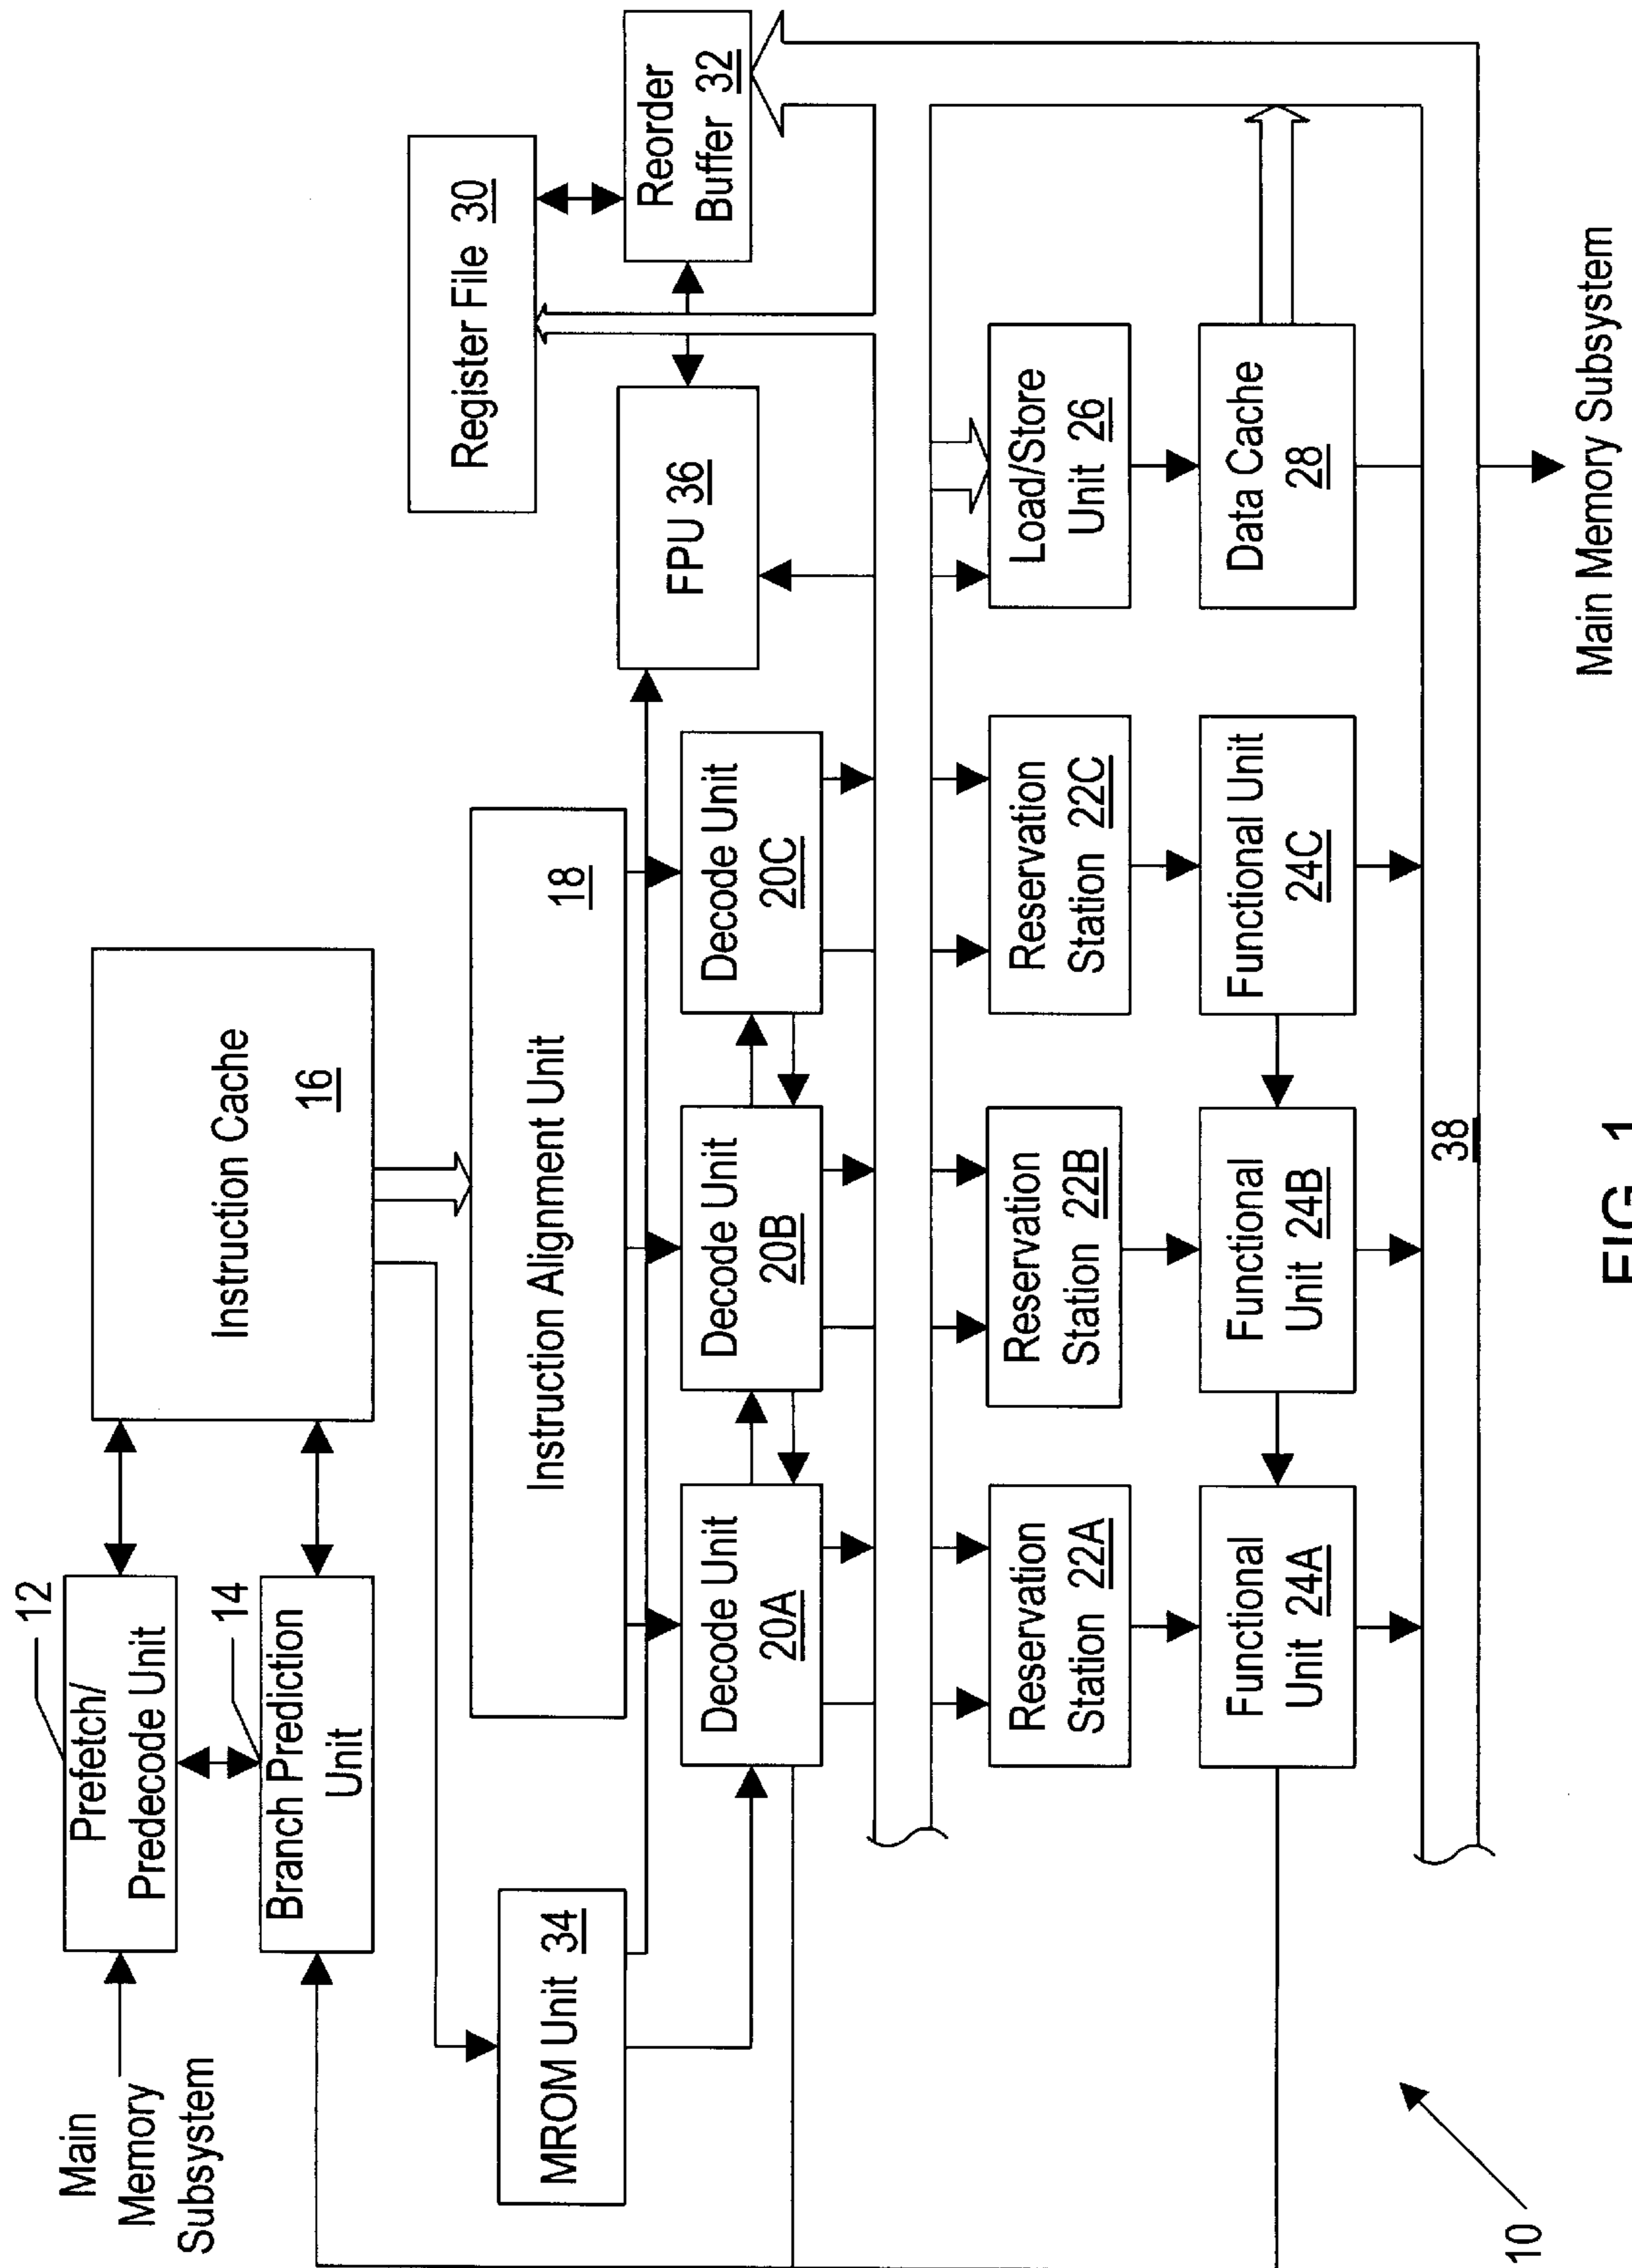 Main
Memory
Subsystem
12
Prefetch/
Predecode Unit
14
Branch Prediction
Unit
Instruction Cache
16
MROM Unit 34
Instruction Alignment Unit
18
Register File 30
Reorder
Buffer 32
FPU 36
Decode Unit
20A
Decode Unit
20B
Decode Unit
20C
Reservation
Station 22A
Reservation
Station 22B
Reservation
Station 22C
Load/Store
Unit 26
Functional
Unit 24A
Functional
Unit 24B
Functional Unit
24C
Data Cache
28
38
10
Main Memory Subsystem
FIG. 1